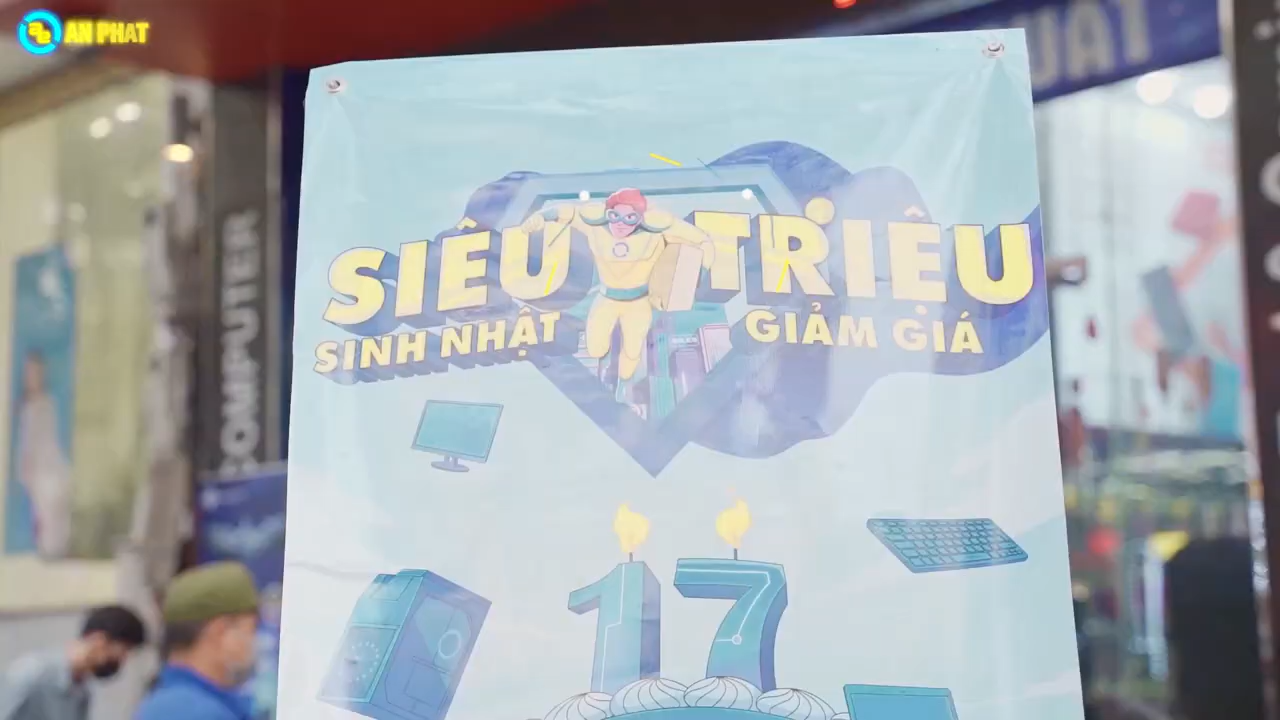 AN PHAT
SIÊU TRIỆU
SINH NHẬT GIẢM GIÁ
17
COMPUTER